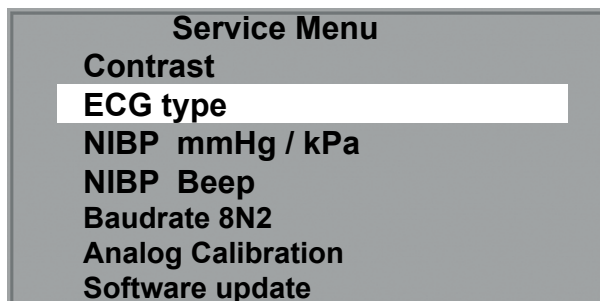 Service Menu
Contrast
ECG type
NIBP mmHg / kPa
NIBP Beep
Baudrate 8N2
Analog Calibration
Software update